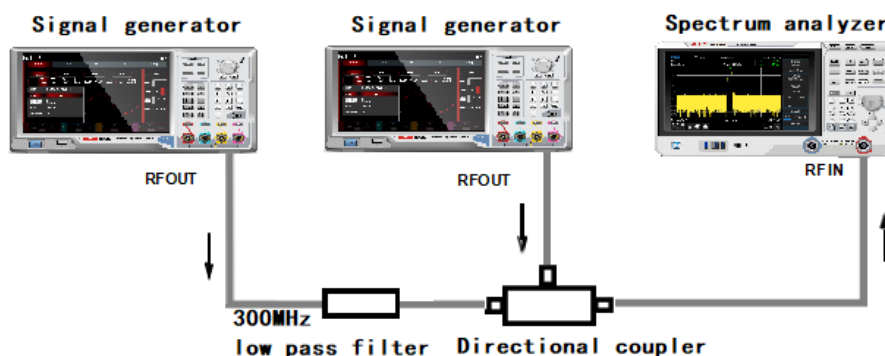 Signal generator
Signal generator
Spectrum analyzer
RFOUT
RFOUT
RFIN
300MHz
low pass filter
Directional coupler